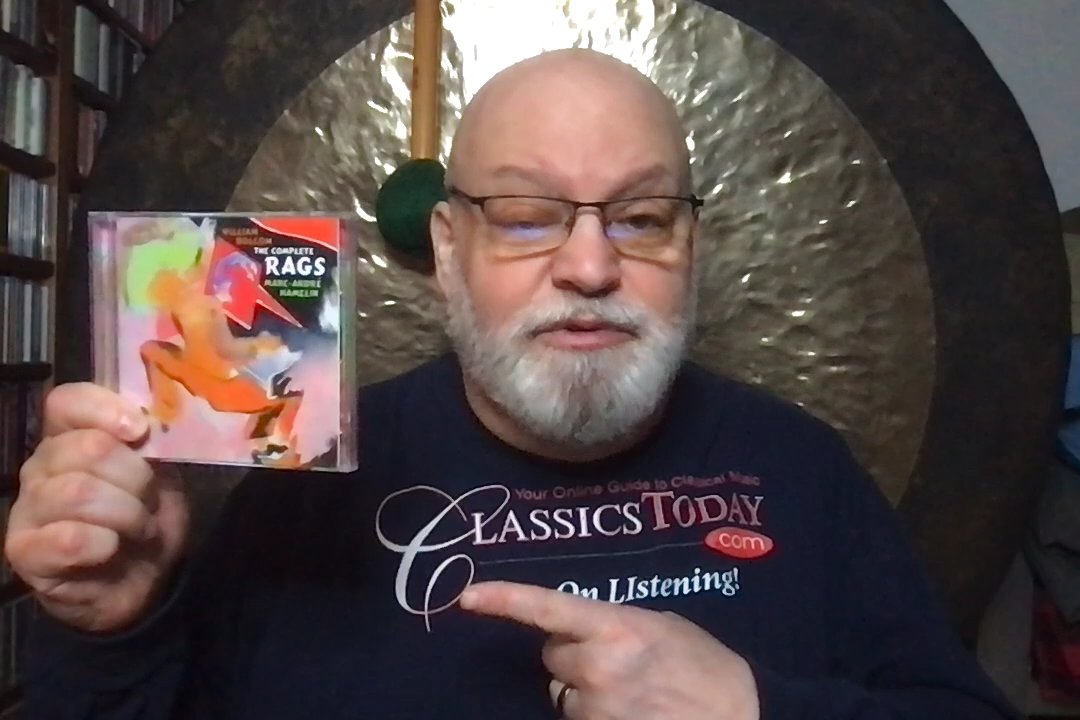 WILLIAM
BOLCOM
THE COMPLETE
RAGS
MARC-ANDRÉ
HAMELIN
Your Online Guide to Classical Music
CLASSICSTODAY
.com
On LIstening!